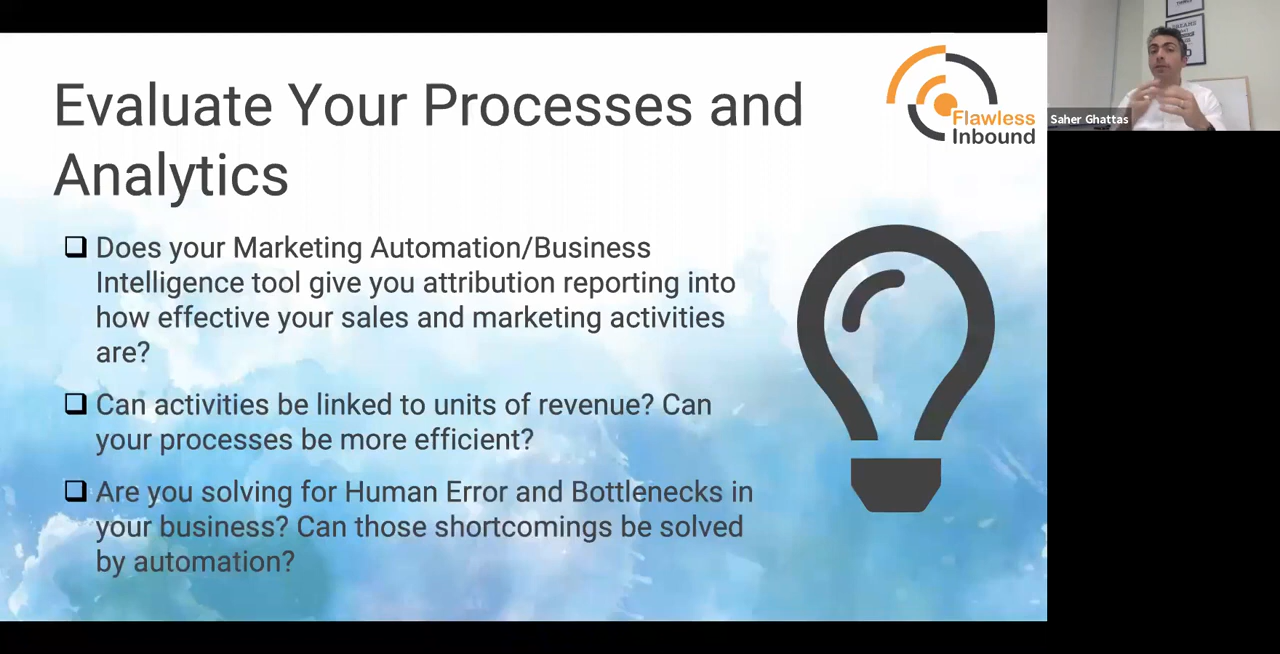 Evaluate Your Processes and
Analytics
Flawless
Inbound
Saher Ghattas
Does your Marketing Automation/Business
Intelligence tool give you attribution reporting into
how effective your sales and marketing activities
are?
Can activities be linked to units of revenue? Can
your processes be more efficient?
Are you solving for Human Error and Bottlenecks in
your business? Can those shortcomings be solved
by automation?
DREAMS